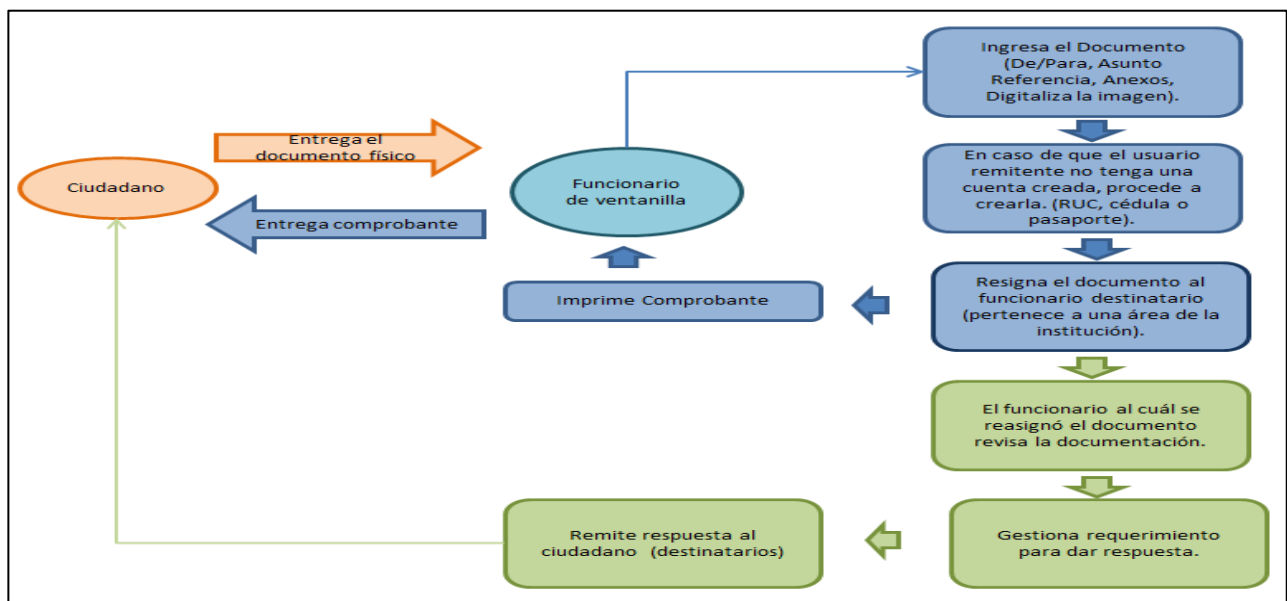 Ingresa el Documento
(De/Para, Asunto
Referencia, Anexos,
Digitaliza la imagen).
Entrega el
documento físico
Ciudadano
Funcionario
de ventanilla
En caso de que el usuario
remitente no tenga una
cuenta creada, procede a
crearla. (RUC, cédula o
pasaporte).
Entrega comprobante
Imprime Comprobante
Resigna el documento al
funcionario destinatario
(pertenece a una área de la
institución).
El funcionario al cuál se
reasignó el documento
revisa la documentación.
Remite respuesta al
ciudadano (destinatarios)
Gestiona requerimiento
para dar respuesta.